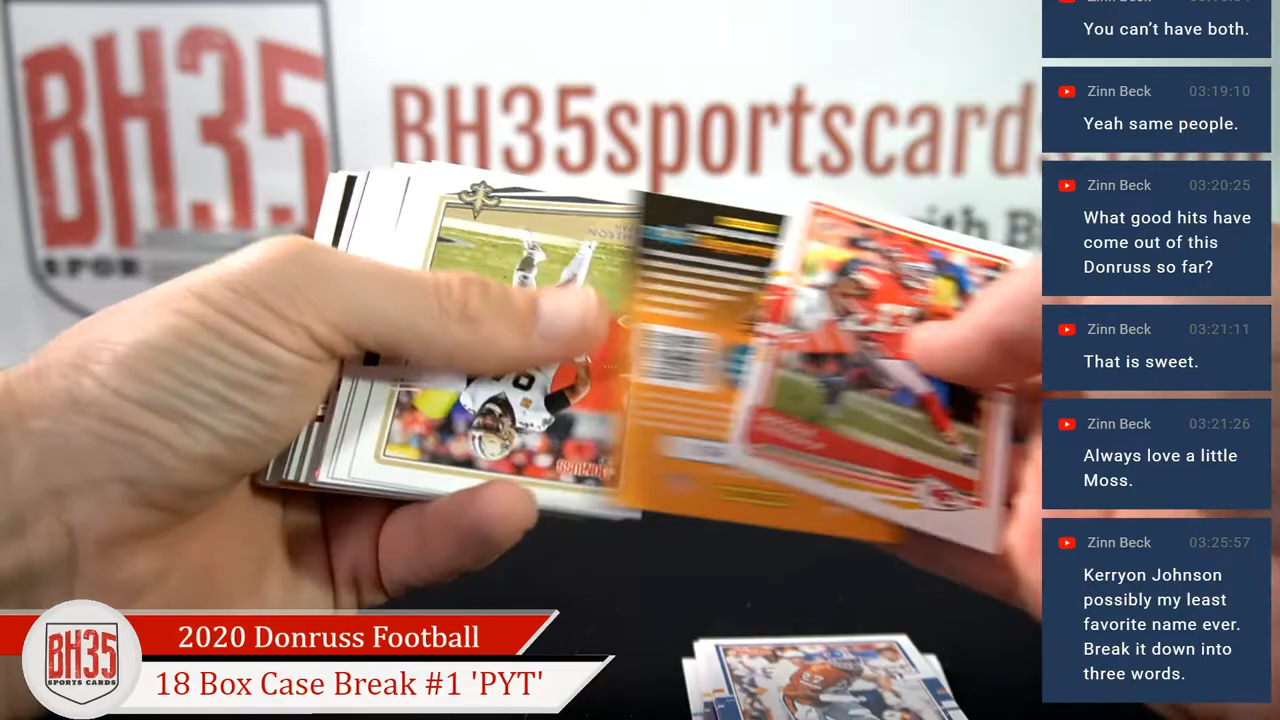 BH35
SPOR
BH35sportscards
with B
2020 Donruss Football
18 Box Case Break #1 'PYT'
BH35
SPORTS CARDS
You can’t have both.
Zinn Beck 03:19:10
Yeah same people.
Zinn Beck 03:20:25
What good hits have
come out of this
Donruss so far?
Zinn Beck 03:21:11
That is sweet.
Zinn Beck 03:21:26
Always love a little
Moss.
Zinn Beck 03:25:57
Kerryon Johnson
possibly my least
favorite name ever.
Break it down into
three words.